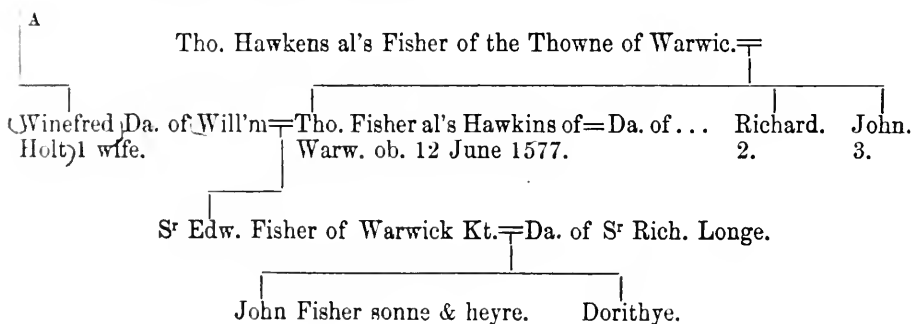 A
Tho. Hawkens al's Fisher of the Thowne of Warwic.=
Winefred Da. of Will'm=Tho. Fisher al's Hawkins of=Da. of... Richard. John.
Holt 1 wife. Warw. ob. 12 June 1577. 2. 3.
Sr Edw. Fisher of Warwick Kt.=Da. of Sr Rich. Longe.
John Fisher sonne & heyre. Dorithye.